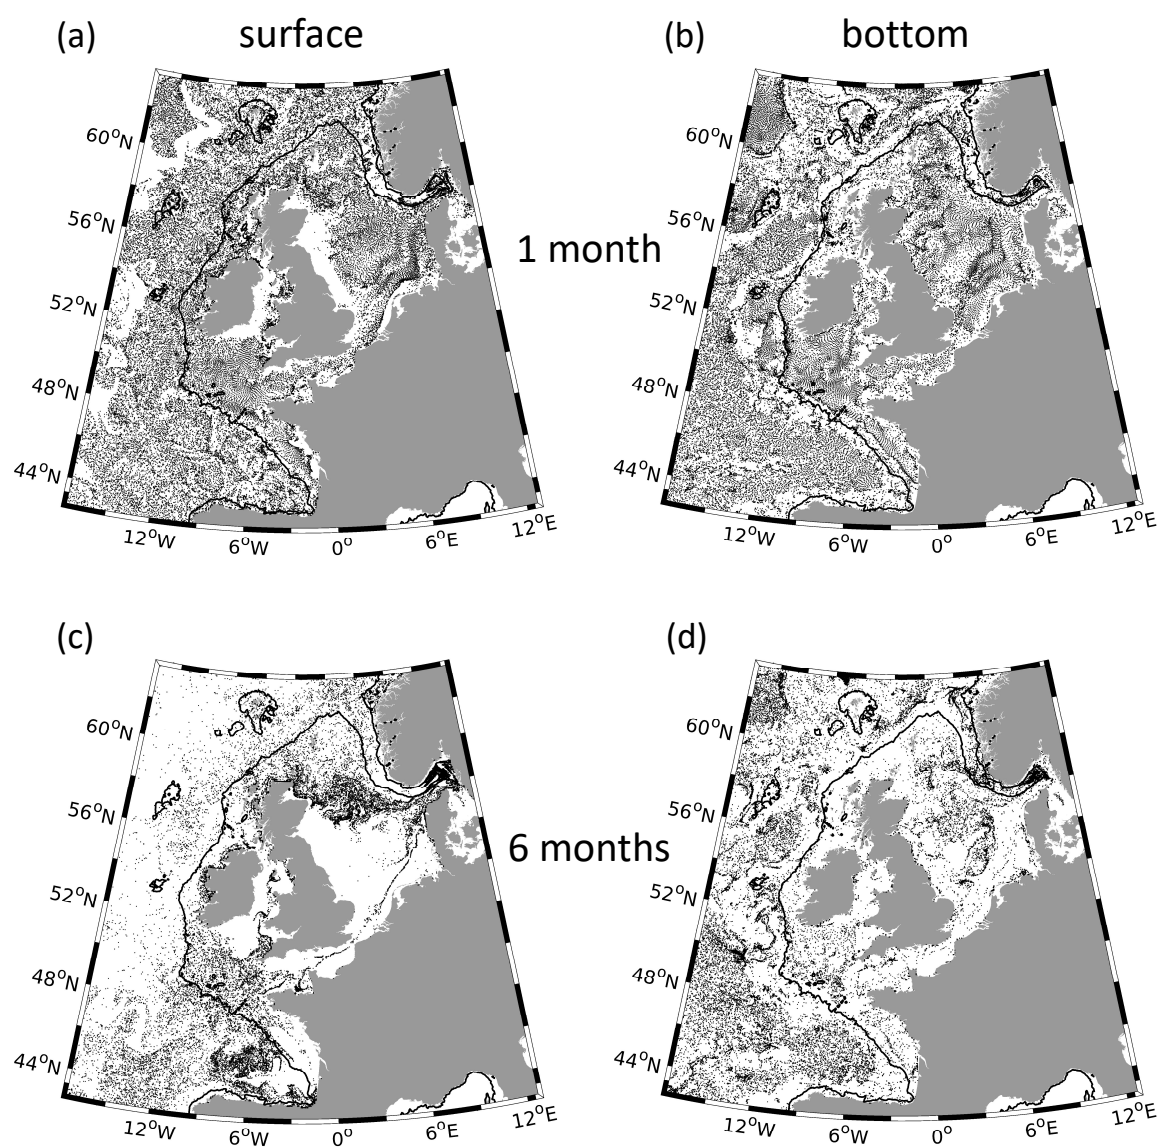 (a) surface (b) bottom
60°N 60°N
56°N 56°N
1 month
52°N 52°N
48°N 48°N
44°N 44°N
12°W 6°W 0° 6°E 12°E 12°W 6°W 0° 6°E 12°E
(c) (d)
60°N 60°N
56°N 56°N
6 months
52°N 52°N
48°N 48°N
44°N 44°N
12°W 6°W 0° 6°E 12°E 12°W 6°W 0° 6°E 12°E